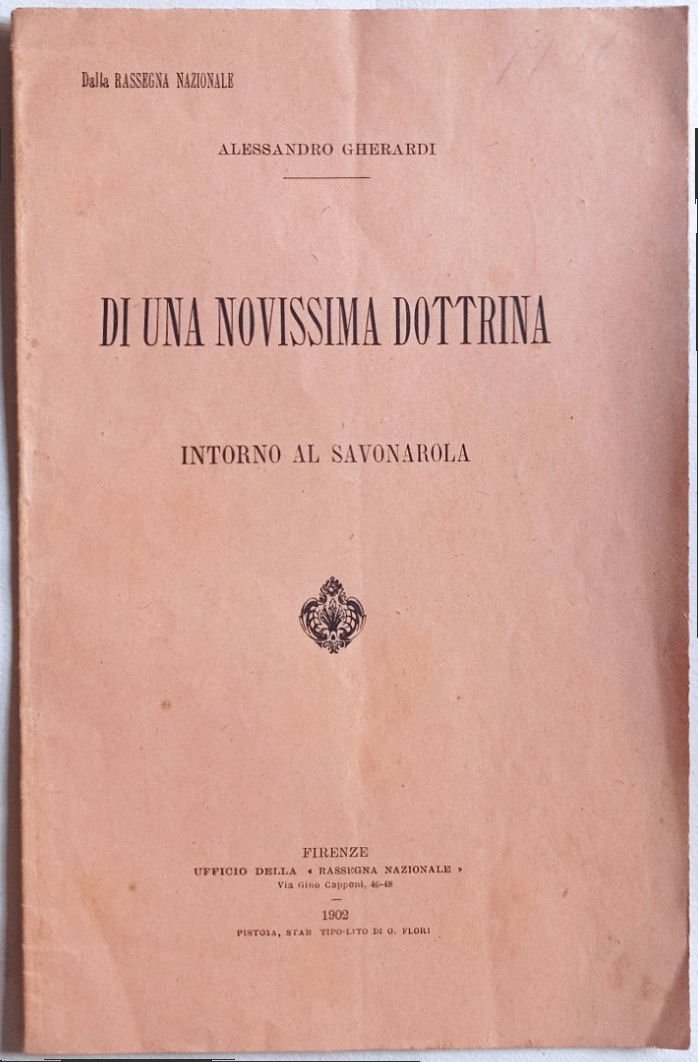 Dalla RASSEGNA NAZIONALE
ALESSANDRO GHERARDI
DI UNA NOVISSIMA DOTTRINA
INTORNO AL SAVONAROLA
FIRENZE
UFFICIO DELLA « RASSEGNA NAZIONALE »
Via Gino Capponi, 46-48
1902
PISTOIA, STAB TIPO-LITO DI G. FLORI